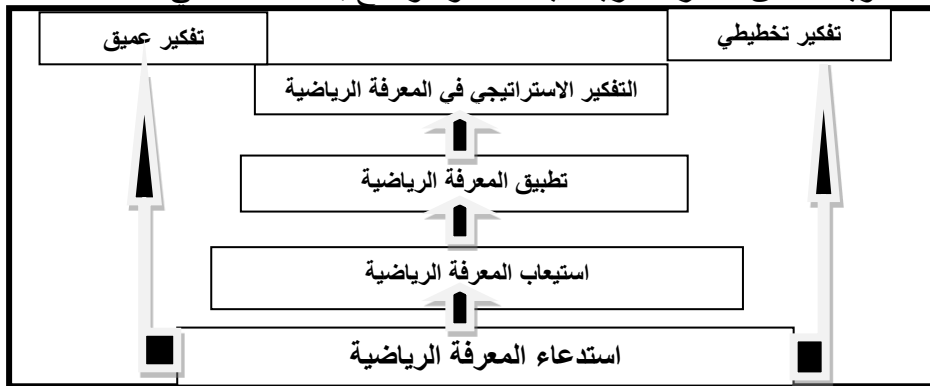 تفكير تخطيطي
تفكير عميق
التفكير الاستراتيجي في المعرفة الرياضية
تطبيق المعرفة الرياضية
استيعاب المعرفة الرياضية
استدعاء المعرفة الرياضية